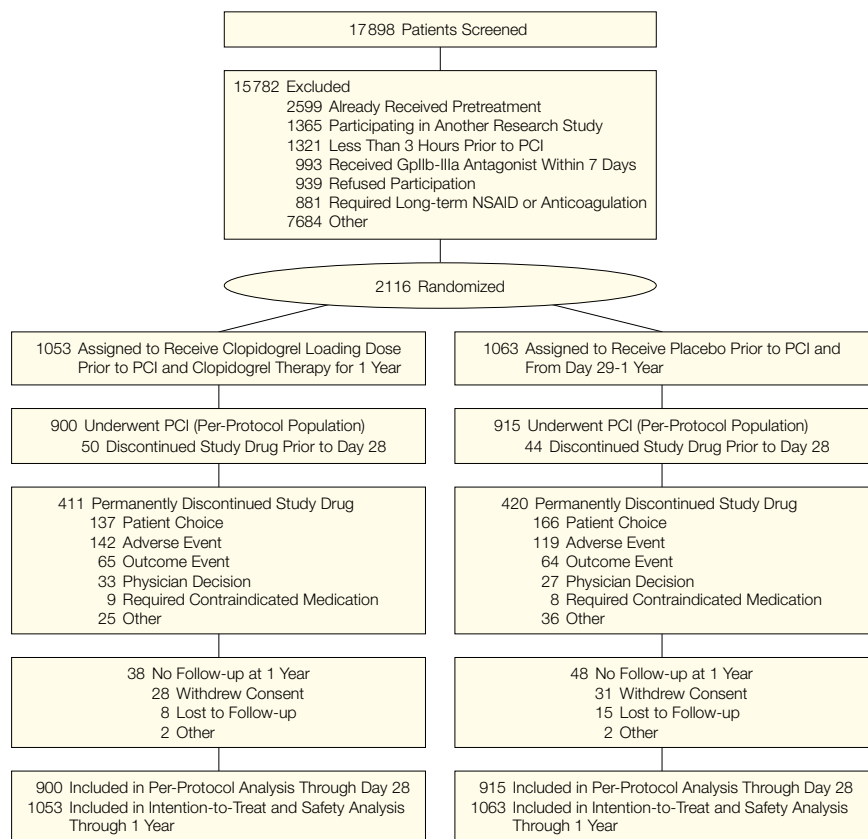 17898 Patients Screened
15782 Excluded
2599 Already Received Pretreatment
1365 Participating in Another Research Study
1321 Less Than 3 Hours Prior to PCI
993 Received GpIIb-IIIa Antagonist Within 7 Days
939 Refused Participation
881 Required Long-term NSAID or Anticoagulation
7684 Other
2116 Randomized
1053 Assigned to Receive Clopidogrel Loading Dose
Prior to PCI and Clopidogrel Therapy for 1 Year
900 Underwent PCI (Per-Protocol Population)
50 Discontinued Study Drug Prior to Day 28
411 Permanently Discontinued Study Drug
137 Patient Choice
142 Adverse Event
65 Outcome Event
33 Physician Decision
9 Required Contraindicated Medication
25 Other
38 No Follow-up at 1 Year
28 Withdrew Consent
8 Lost to Follow-up
2 Other
900 Included in Per-Protocol Analysis Through Day 28
1053 Included in Intention-to-Treat and Safety Analysis
Through 1 Year
1063 Assigned to Receive Placebo Prior to PCI and
From Day 29-1 Year
915 Underwent PCI (Per-Protocol Population)
44 Discontinued Study Drug Prior to Day 28
420 Permanently Discontinued Study Drug
166 Patient Choice
119 Adverse Event
64 Outcome Event
27 Physician Decision
8 Required Contraindicated Medication
36 Other
48 No Follow-up at 1 Year
31 Withdrew Consent
15 Lost to Follow-up
2 Other
915 Included in Per-Protocol Analysis Through Day 28
1063 Included in Intention-to-Treat and Safety Analysis
Through 1 Year